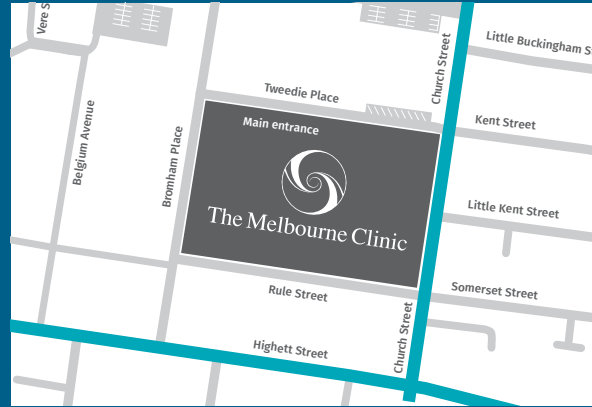 Vere S
Little Buckingham S
Church Street
Tweedie Place
Kent Street
Main entrance
Belgium Avenue
Bromham Place
The Melbourne Clinic
Little Kent Street
Rule Street
Somerset Street
Church Street
Highett Street